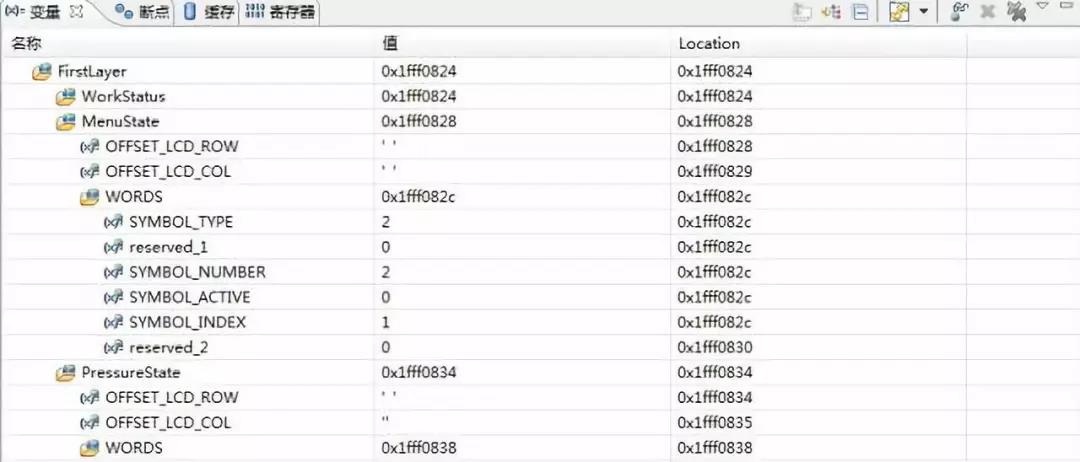 (x)= 变量 断点 缓存 1010 0101 寄存器
名称 值 Location
FirstLayer 0x1fff0824 0x1fff0824
WorkStatus 0x1fff0824 0x1fff0824
MenuState 0x1fff0828 0x1fff0828
(x)= OFFSET_LCD_ROW ' ' 0x1fff0828
(x)= OFFSET_LCD_COL ' ' 0x1fff0829
WORDS 0x1fff082c 0x1fff082c
(x)= SYMBOL_TYPE 2 0x1fff082c
(x)= reserved_1 0 0x1fff082c
(x)= SYMBOL_NUMBER 2 0x1fff082c
(x)= SYMBOL_ACTIVE 0 0x1fff082c
(x)= SYMBOL_INDEX 1 0x1fff082c
(x)= reserved_2 0 0x1fff0830
PressureState 0x1fff0834 0x1fff0834
(x)= OFFSET_LCD_ROW ' ' 0x1fff0834
(x)= OFFSET_LCD_COL '' 0x1fff0835
WORDS 0x1fff0838 0x1fff0838